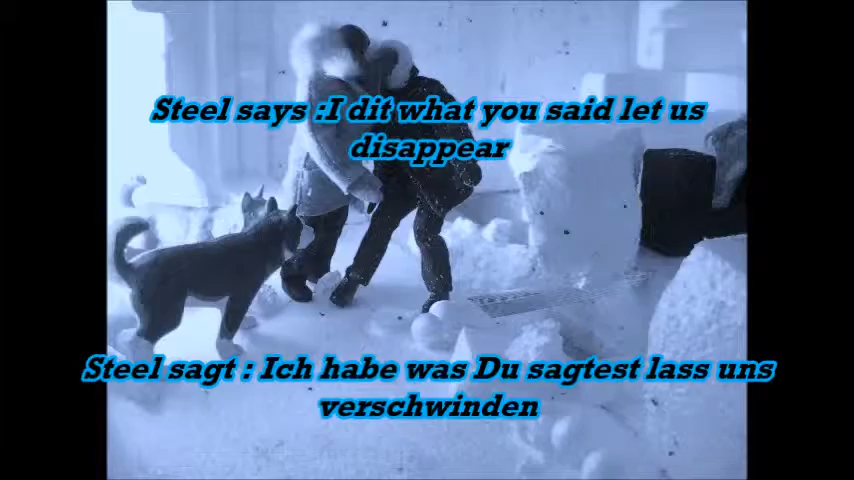 Steel says :I dit what you said let us
disappear
Steel sagt : Ich habe was Du sagtest lass uns
verschwinden